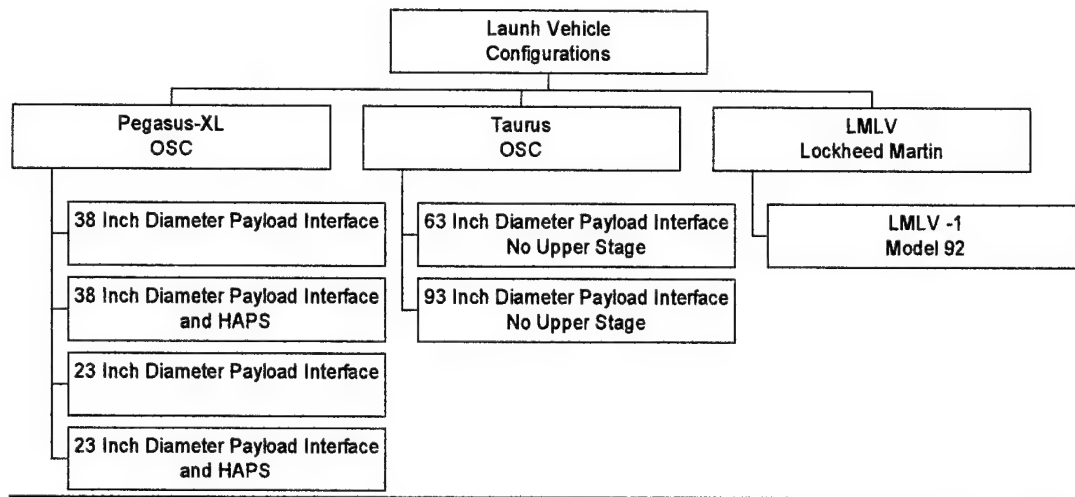 Launh Vehicle
Configurations
Pegasus-XL
OSC
Taurus
OSC
LMLV
Lockheed Martin
38 Inch Diameter Payload Interface
38 Inch Diameter Payload Interface
and HAPS
23 Inch Diameter Payload Interface
23 Inch Diameter Payload Interface
and HAPS
63 Inch Diameter Payload Interface
No Upper Stage
93 Inch Diameter Payload Interface
No Upper Stage
LMLV -1
Model 92